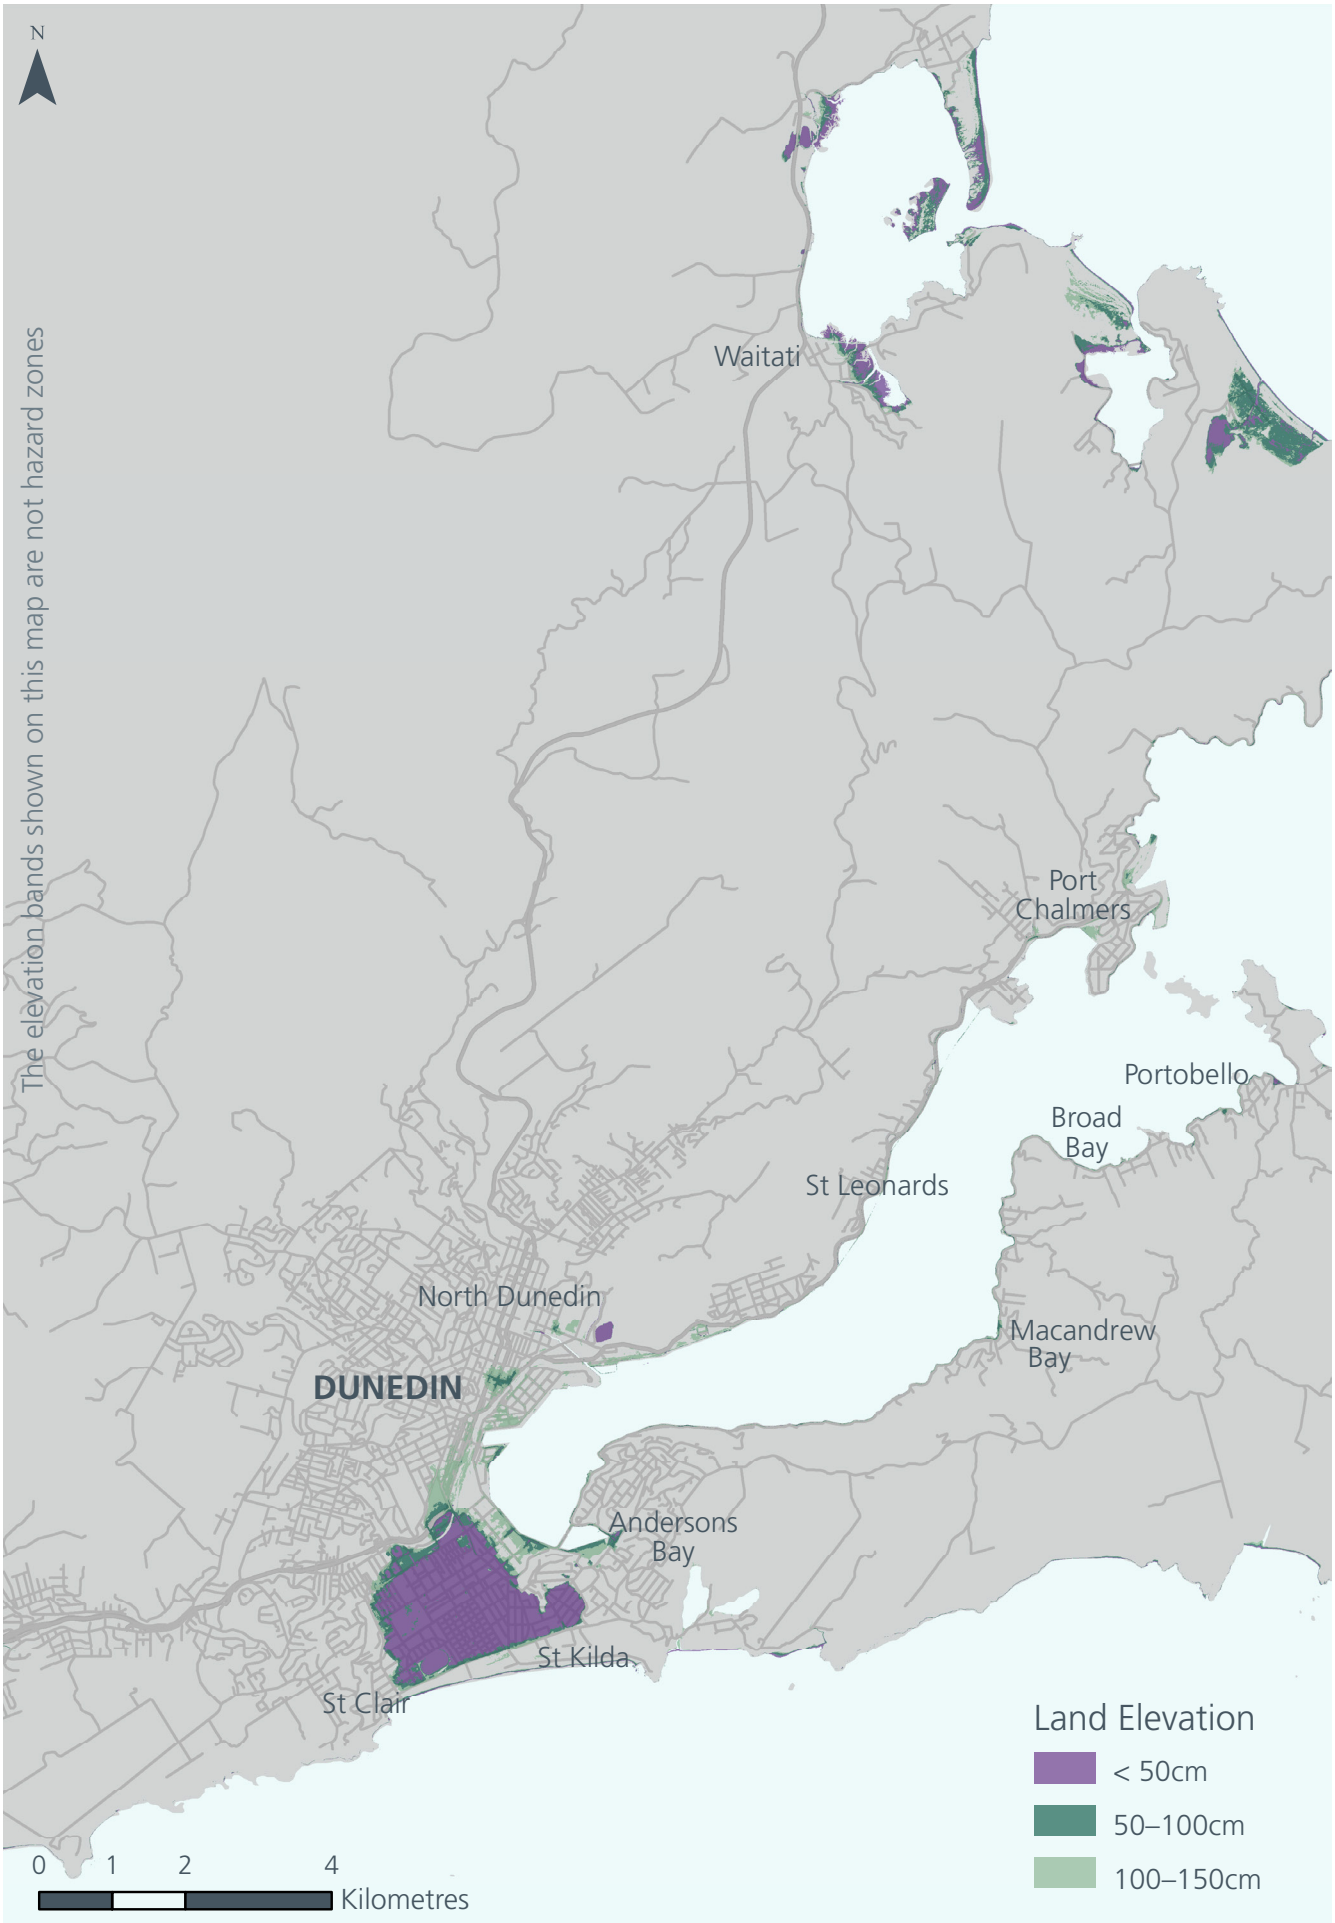 N
The elevation bands shown on this map are not hazard zones
Waitati
Port
Chalmers
Portobello
Broad
Bay
St Leonards
North Dunedin
Macandrew
Bay
DUNEDIN
Andersons
Bay
St Kilda
St Clair
Land Elevation
< 50cm
50–100cm
100–150cm
0 1 2 4
Kilometres